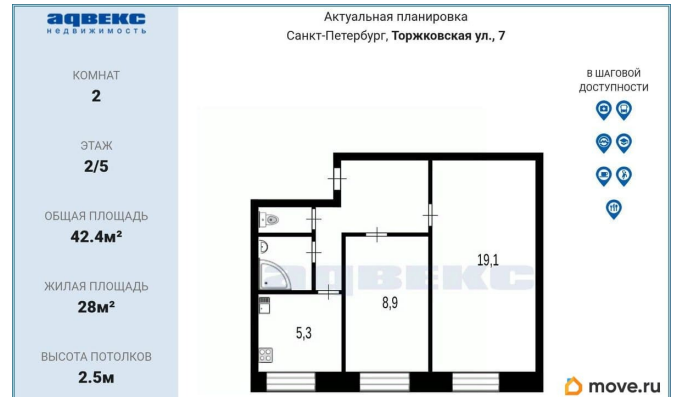 адвекс
НЕДВИЖИМОСТЬ
Актуальная планировка
Санкт-Петербург, Торжковская ул., 7
КОМНАТ
2
ЭТАЖ
2/5
ОБЩАЯ ПЛОЩАДЬ
42.4м²
ЖИЛАЯ ПЛОЩАДЬ
28м²
ВЫСОТА ПОТОЛКОВ
2.5м
В ШАГОВОЙ
ДОСТУПНОСТИ
адвекс
19,1
8,9
5,3
move.ru